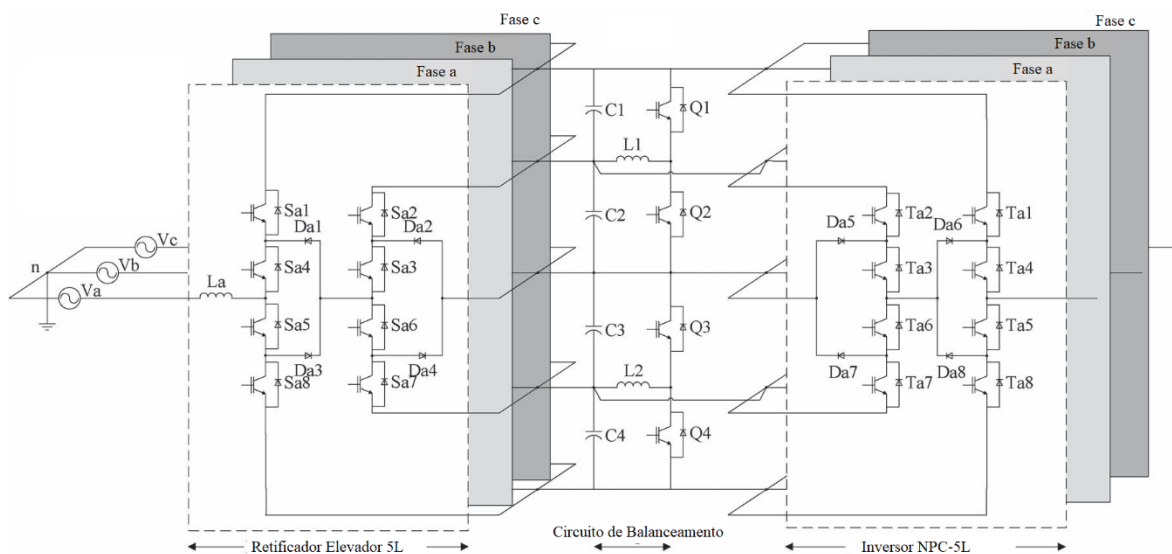 Fase c
Fase b
Fase a
Fase c
Fase b
Fase a
C1
Q1
L1
C2
Q2
Sa1
Sa2
Da1
Da2
Sa4
Sa3
Vc
n
Vb
Va
La
Sa5
Sa6
Da3
Da4
Sa8
Sa7
C3
Q3
L2
C4
Q4
Ta2
Ta1
Da5
Da6
Ta3
Ta4
Ta6
Ta5
Da7
Da8
Ta7
Ta8
Retificador Elevador 5L
Circuito de Balanceamento
Inversor NPC-5L